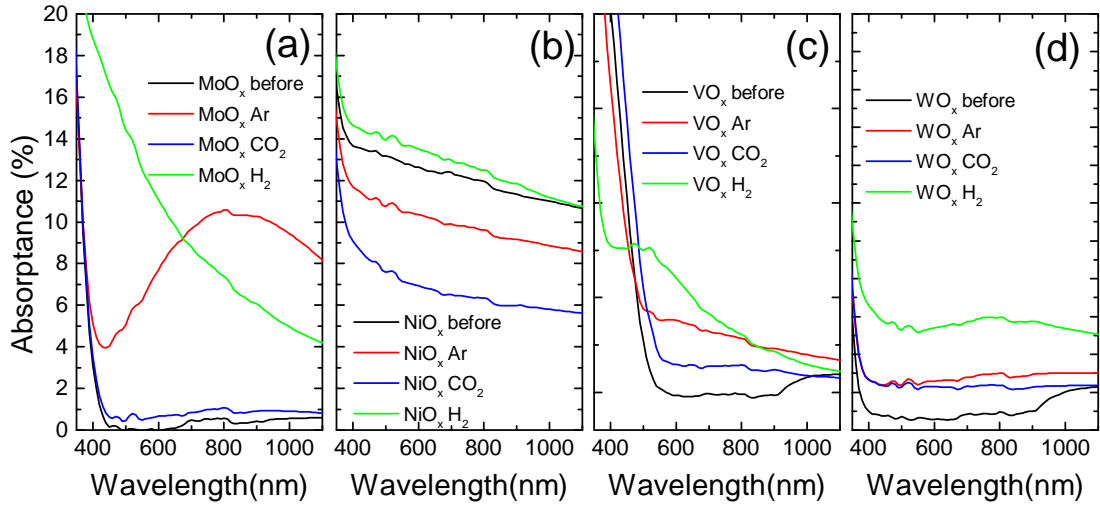 Absorptance (%)
20
18
16
14
12
10
8
6
4
2
0
(a)
MoOₓ before
MoOₓ Ar
MoOₓ CO₂
MoOₓ H₂
400 600 800 1000
Wavelength(nm)
(b)
NiOₓ before
NiOₓ Ar
NiOₓ CO₂
NiOₓ H₂
400 600 800 1000
Wavelength(nm)
(c)
VOₓ before
VOₓ Ar
VOₓ CO₂
VOₓ H₂
400 600 800 1000
Wavelength(nm)
(d)
WOₓ before
WOₓ Ar
WOₓ CO₂
WOₓ H₂
400 600 800 1000
Wavelength(nm)